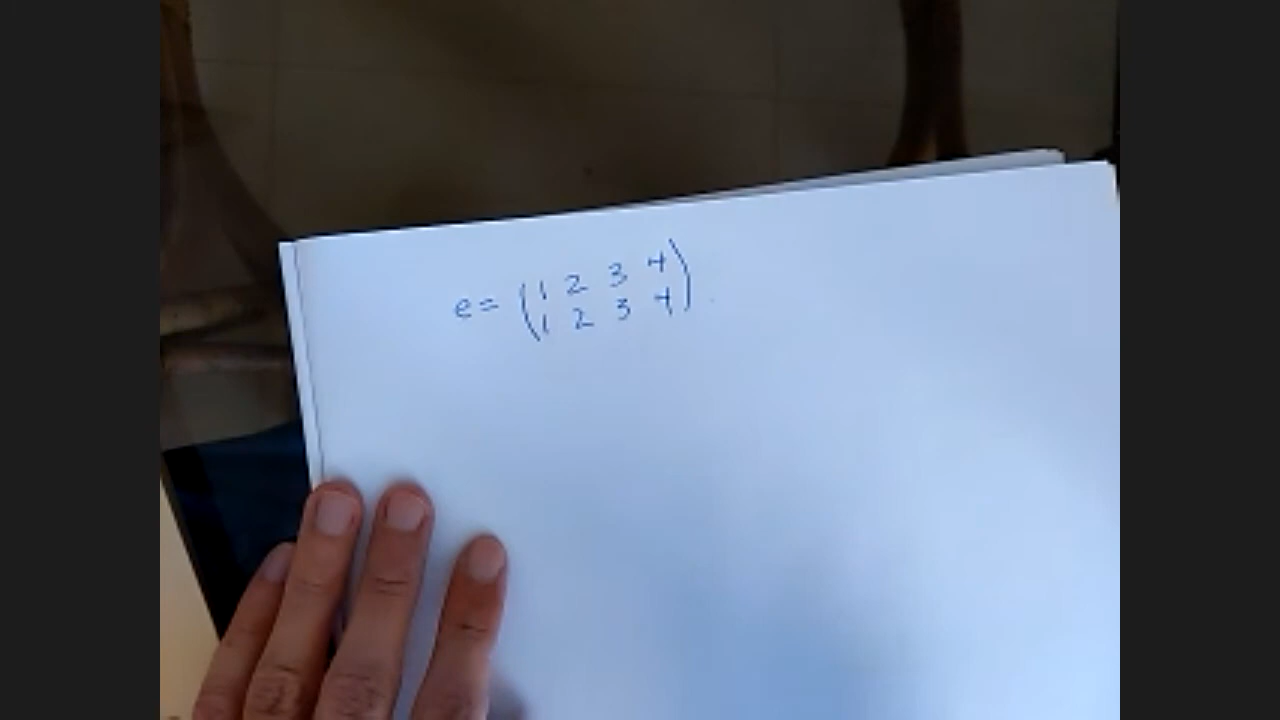 e = (1 2 3 4)
(1 2 3 4)